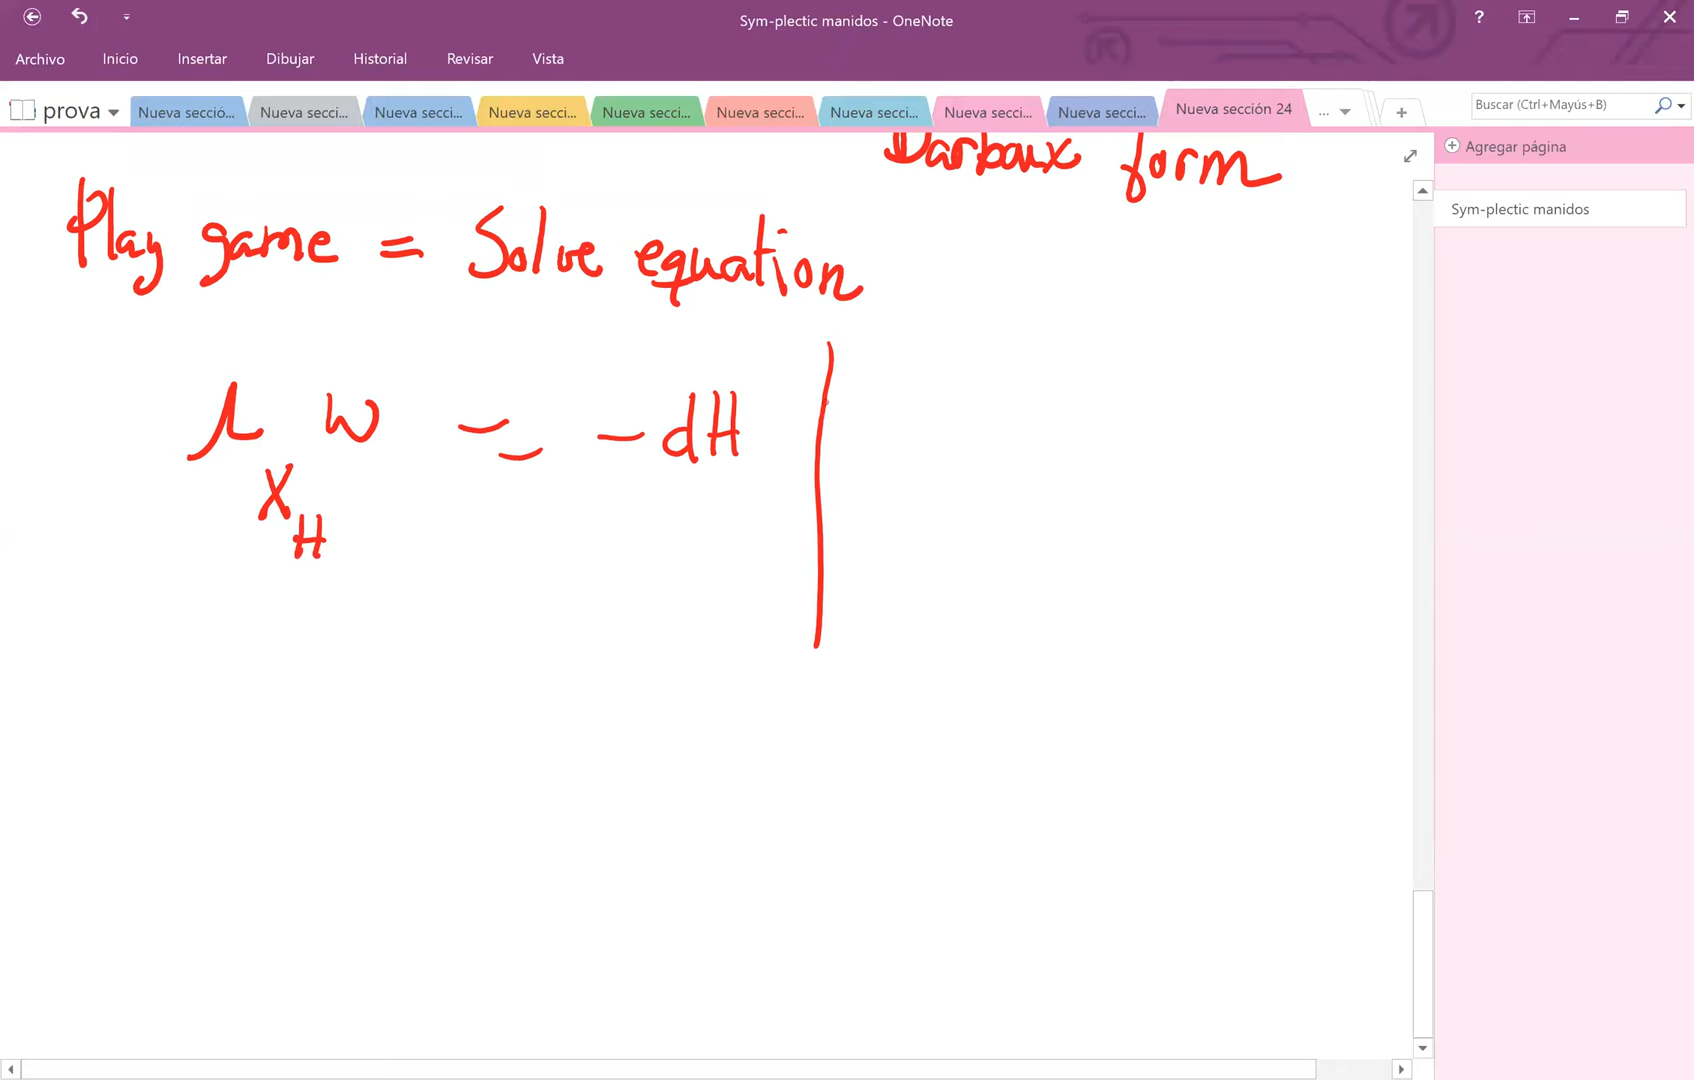 Sym-plectic manidos - OneNote
?
Archivo Inicio Insertar Dibujar Historial Revisar Vista
prova Nueva secció... Nueva secci... Nueva secci... Nueva secci... Nueva secci... Nueva secci... Nueva secci... Nueva secci... Nueva secci... Nueva sección 24 ... + Buscar (Ctrl+Mayús+B)
Agregar página
Sym-plectic manidos
Darboux form
Play game = Solve equation
ι_{X_H} ω = -dH